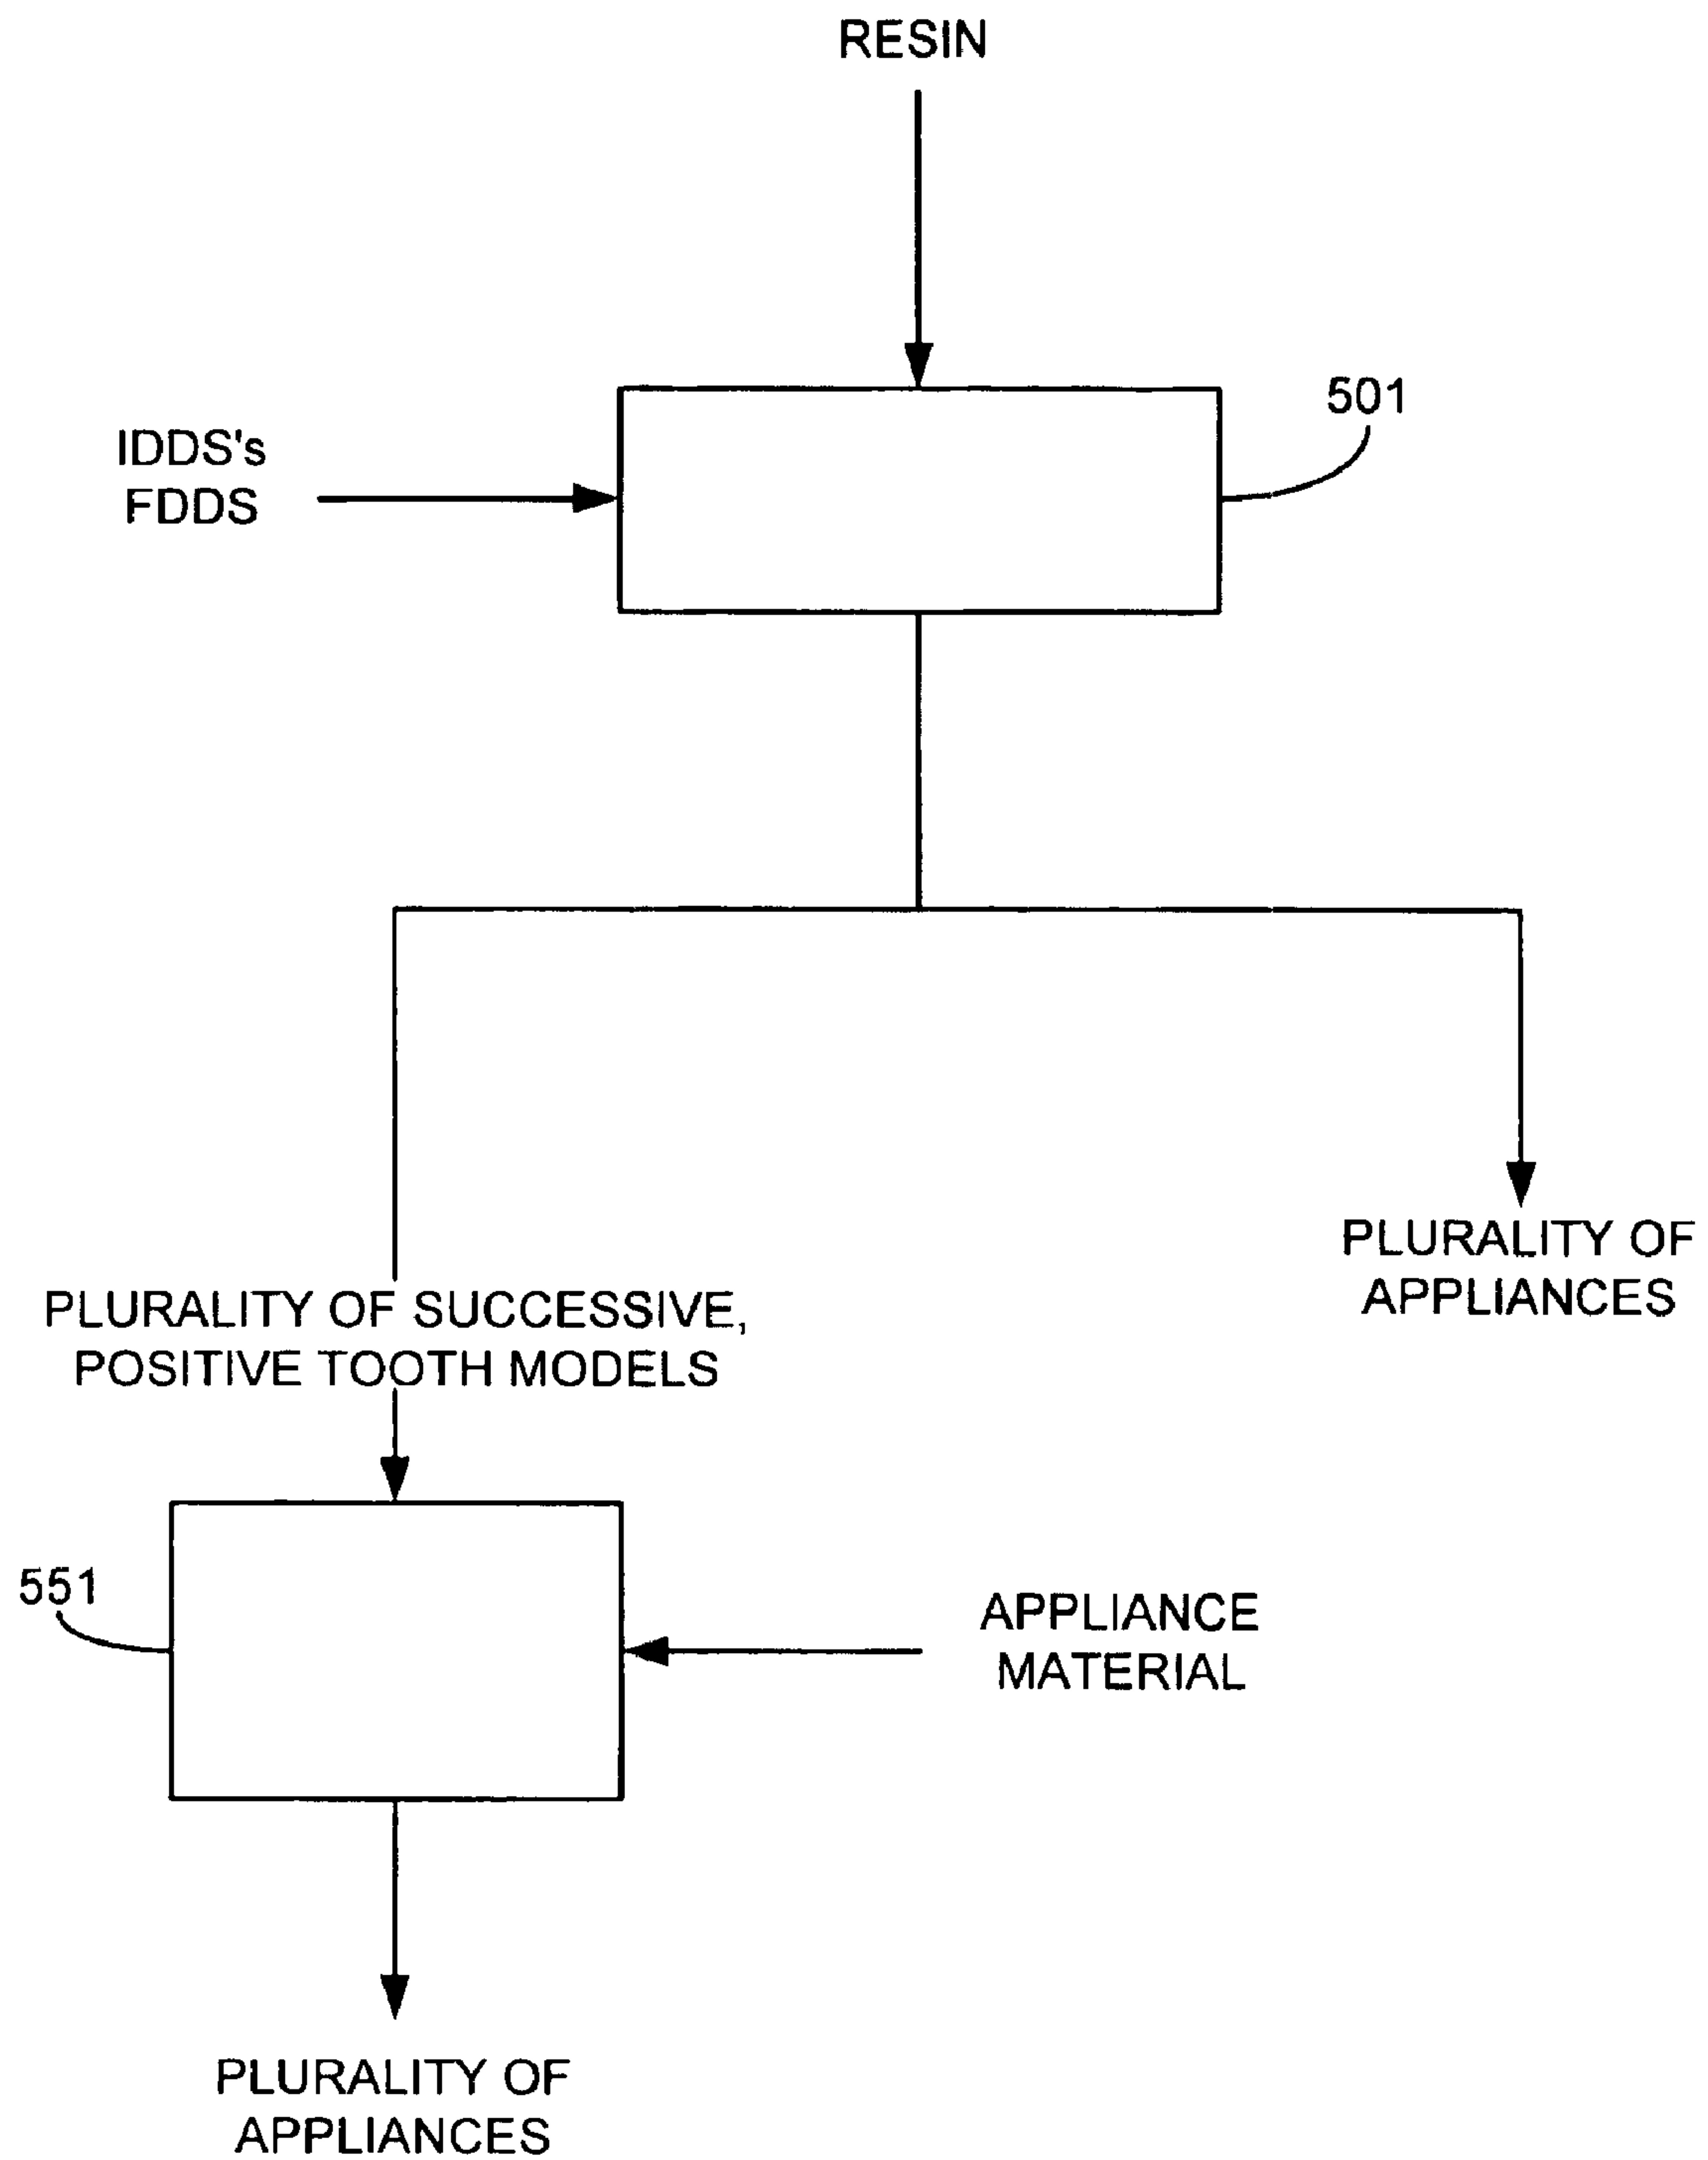 RESIN
501
IDDS's
FDDS
PLURALITY OF
APPLIANCES
PLURALITY OF SUCCESSIVE,
POSITIVE TOOTH MODELS
551
APPLIANCE
MATERIAL
PLURALITY OF
APPLIANCES